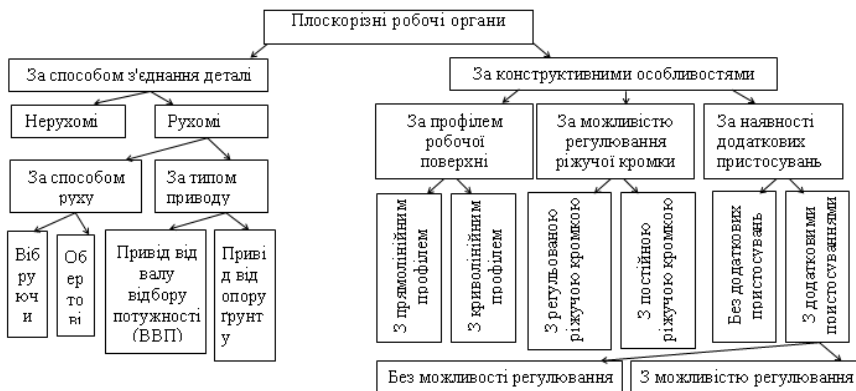 Плоскорізні робочі органи
За способом з'єднання деталі
За конструктивними особливостями
Нерухомі
Рухомі
За профілем
робочої
поверхні
За можливістю
регулювання
ріжучої кромки
За наявності
додаткових
пристосувань
За способом
руху
За типом
приводу
Віб
ру
ючи
и
Об
ер
то
ві
Привід від
валу
відбору
потужності
(ВВП)
Приві
д від
опору
ґрунт
у
З прямолінійним
профілем
З криволінійним
профілем
З регульованою
ріжучою кромкою
З постійною
ріжучою кромкою
Без додаткових
пристосувань
З додатковими
пристосуваннями
Без можливості регулювання
З можливістю регулювання